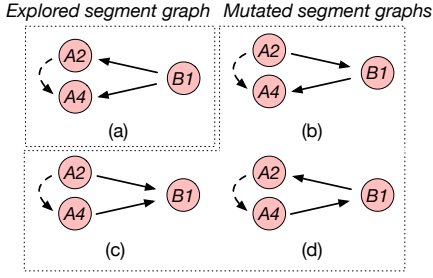 Explored segment graph
Mutated segment graphs
A2
A4
B1
(a)
A2
A4
B1
(b)
A2
A4
B1
(c)
A2
A4
B1
(d)